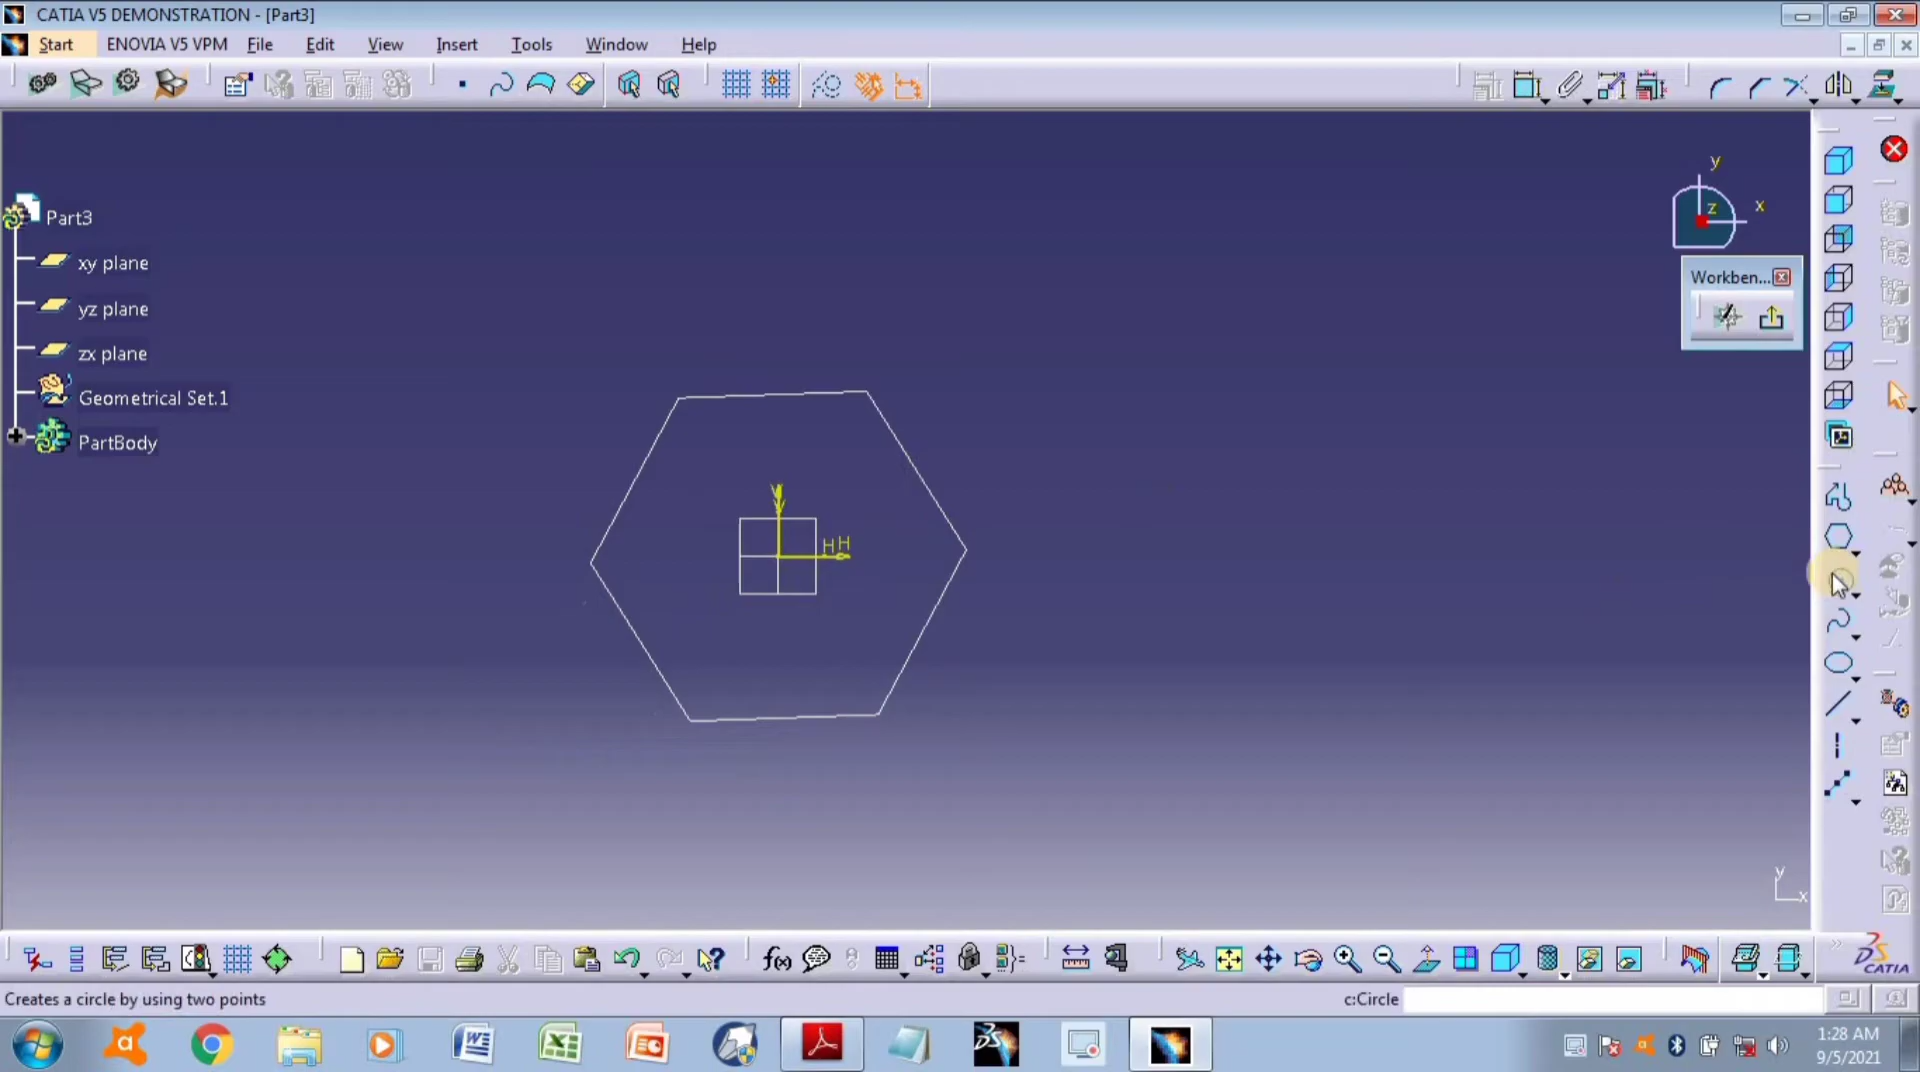 CATIA V5 DEMONSTRATION - [Part3]
Start ENOVIA V5 VPM File Edit View Insert Tools Window Help
y
x
z
Part3
Workben...
xy plane
yz plane
zx plane
Geometrical Set.1
PartBody
V
H H
y
x
f(x)
CATIA
Creates a circle by using two points
c:Circle
1:28 AM
9/5/2021